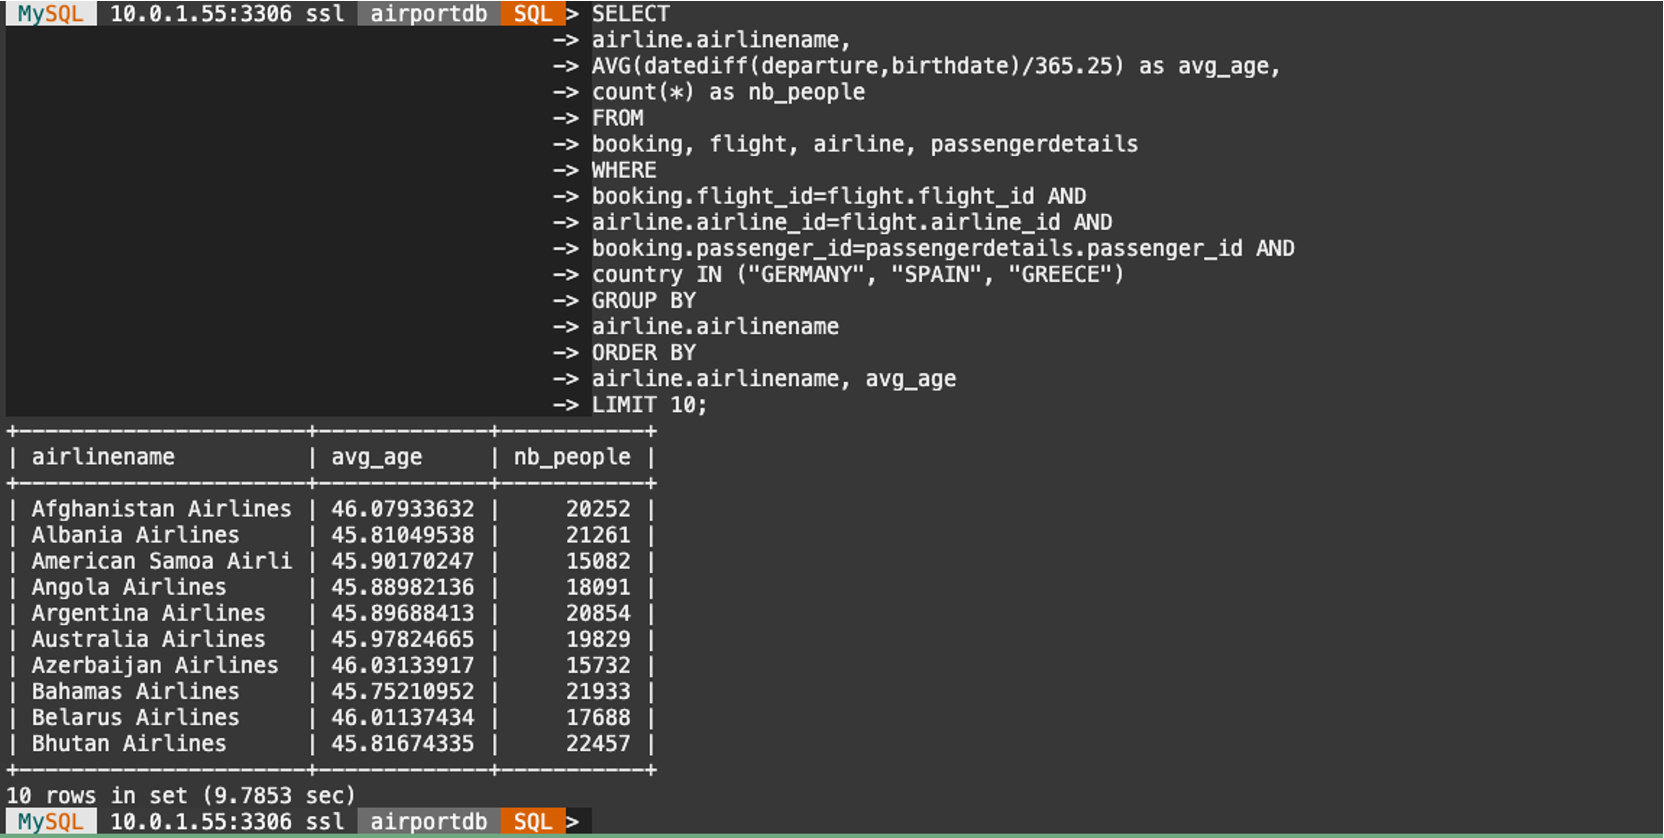 MySQL 10.0.1.55:3306 ssl airportdb SQL > SELECT
-> airline.airlinename,
-> AVG(datediff(departure,birthdate)/365.25) as avg_age,
-> count(*) as nb_people
-> FROM
-> booking, flight, airline, passengerdetails
-> WHERE
-> booking.flight_id=flight.flight_id AND
-> airline.airline_id=flight.airline_id AND
-> booking.passenger_id=passengerdetails.passenger_id AND
-> country IN ("GERMANY", "SPAIN", "GREECE")
-> GROUP BY
-> airline.airlinename
-> ORDER BY
-> airline.airlinename, avg_age
-> LIMIT 10;
+----------------------+-------------+-----------+
| airlinename          | avg_age     | nb_people |
+----------------------+-------------+-----------+
| Afghanistan Airlines | 46.07933632 |     20252 |
| Albania Airlines     | 45.81049538 |     21261 |
| American Samoa Airli | 45.90170247 |     15082 |
| Angola Airlines      | 45.88982136 |     18091 |
| Argentina Airlines   | 45.89688413 |     20854 |
| Australia Airlines   | 45.97824665 |     19829 |
| Azerbaijan Airlines  | 46.03133917 |     15732 |
| Bahamas Airlines     | 45.75210952 |     21933 |
| Belarus Airlines     | 46.01137434 |     17688 |
| Bhutan Airlines      | 45.81674335 |     22457 |
+----------------------+-------------+-----------+
10 rows in set (9.7853 sec)
MySQL 10.0.1.55:3306 ssl airportdb SQL >